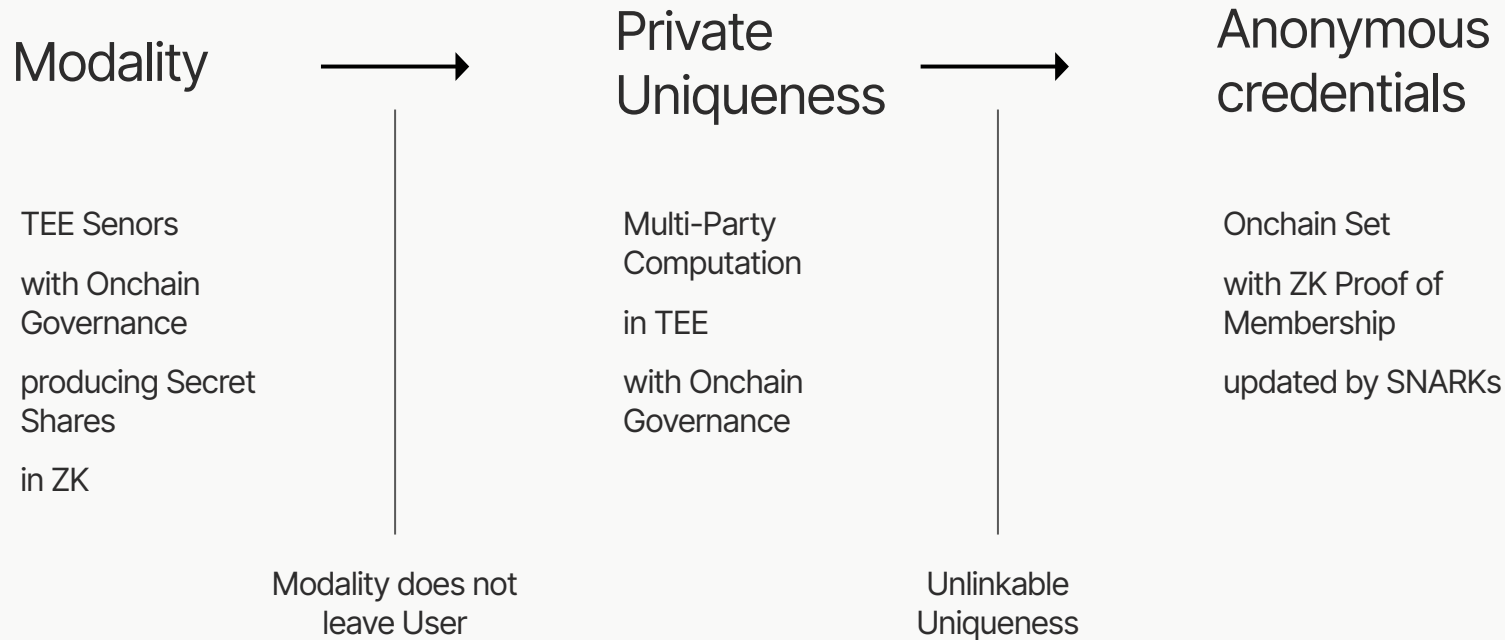 Modality
Private
Uniqueness
Anonymous
credentials
TEE Senors
with Onchain
Governance
producing Secret
Shares
in ZK
Multi-Party
Computation
in TEE
with Onchain
Governance
Onchain Set
with ZK Proof of
Membership
updated by SNARKs
Modality does not
leave User
Unlinkable
Uniqueness